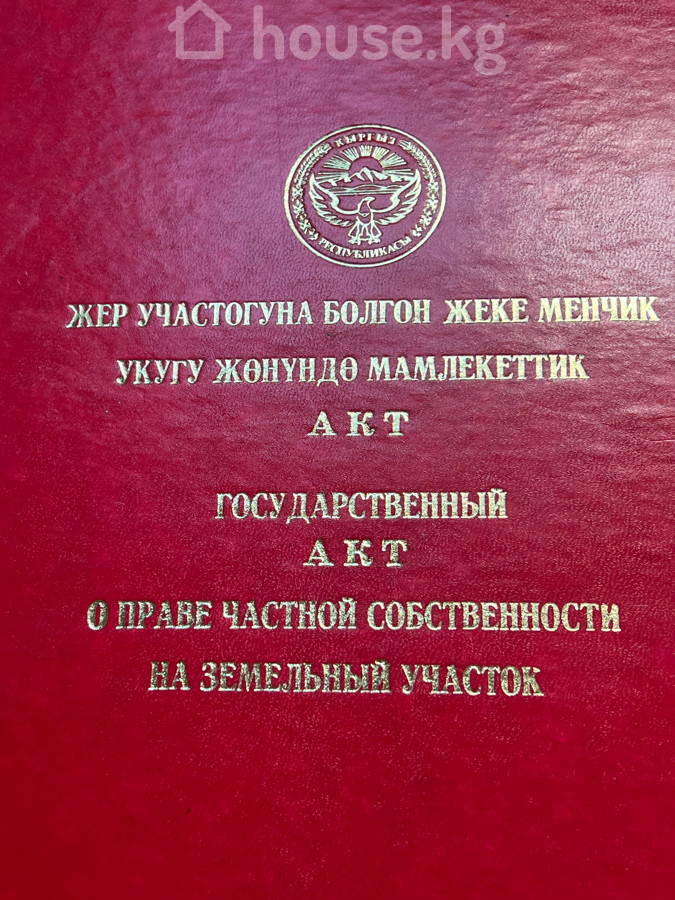 house.kg
КЫРГЫЗ
РЕСПУБЛИКАСЫ
ЖЕР УЧАСТОГУНА БОЛГОН ЖЕКЕ МЕНЧИК
УКУГУ ЖӨНҮНДӨ МАМЛЕКЕТТИК
АКТ
ГОСУДАРСТВЕННЫЙ
АКТ
О ПРАВЕ ЧАСТНОЙ СОБСТВЕННОСТИ
НА ЗЕМЕЛЬНЫЙ УЧАСТОК